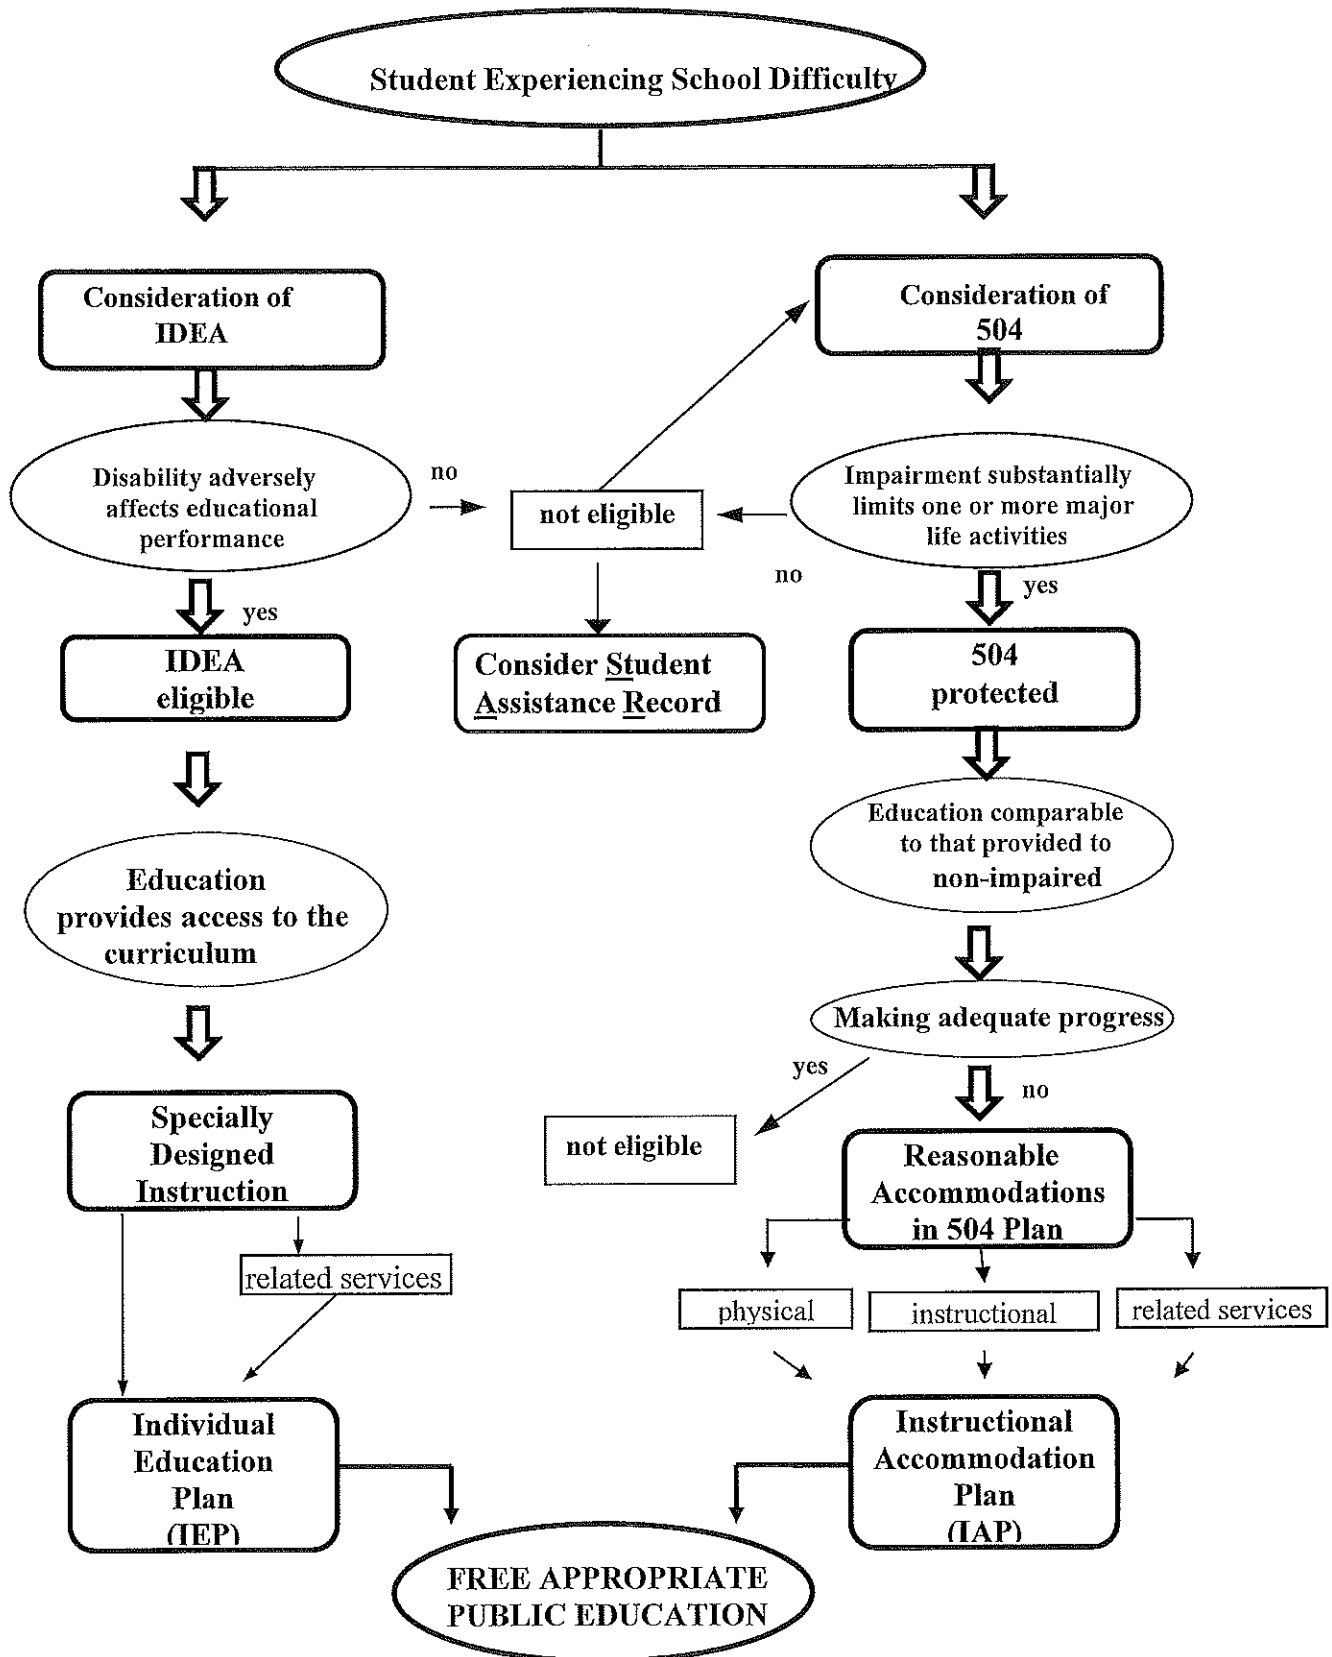 Student Experiencing School Difficulty
Consideration of
IDEA
Consideration of
504
Disability adversely
affects educational
performance
no
not eligible
Impairment substantially
limits one or more major
life activities
no
yes
yes
IDEA
eligible
Consider Student
Assistance Record
504
protected
Education comparable
to that provided to
non-impaired
Education
provides access to the
curriculum
Making adequate progress
yes
no
Specially
Designed
Instruction
not eligible
Reasonable
Accommodations
in 504 Plan
related services
physical
instructional
related services
Individual
Education
Plan
(IEP)
Instructional
Accommodation
Plan
(IAP)
FREE APPROPRIATE
PUBLIC EDUCATION